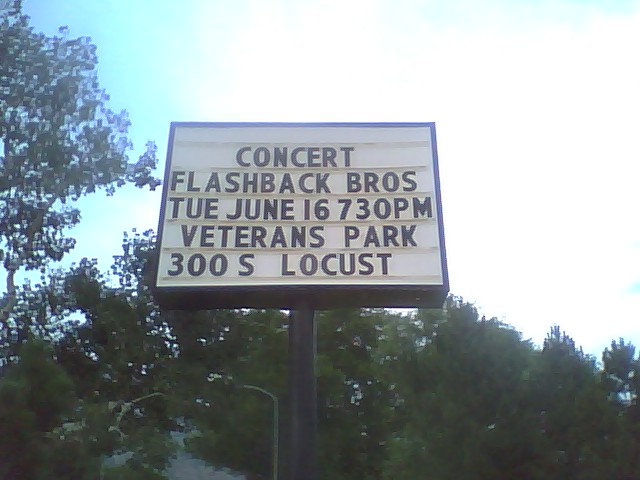 CONCERT
FLASHBACK BROS
TUE JUNE 16 730PM
VETERANS PARK
300 S LOCUST